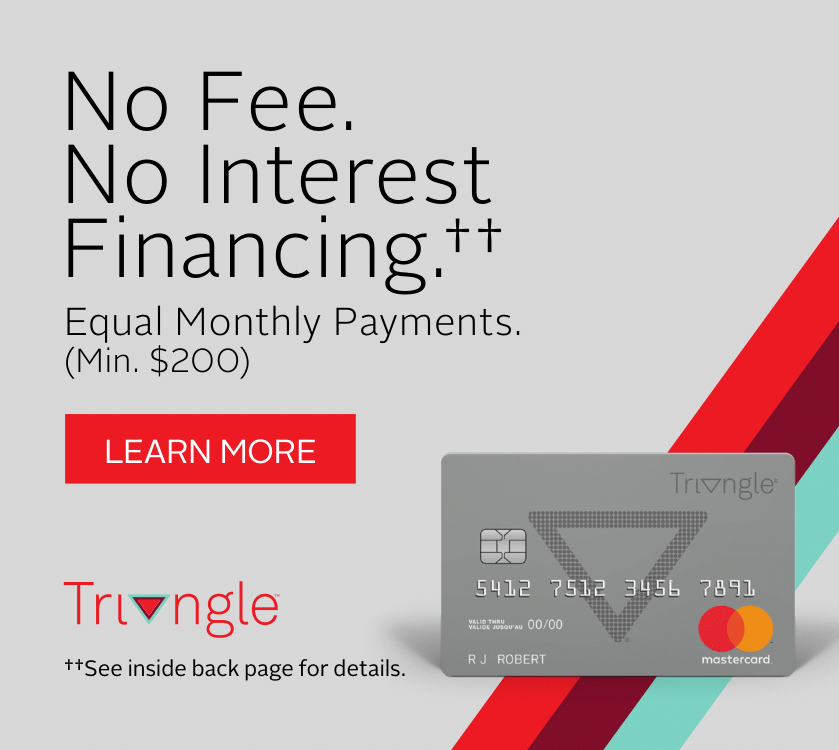 No Fee.
No Interest
Financing.††
Equal Monthly Payments.
(Min. $200)
LEARN MORE
Triangle™
††See inside back page for details.
Triangle®
5412 7512 3456 7891
VALID THRU
VALIDE JUSQU'AU 00/00
R J ROBERT
mastercard